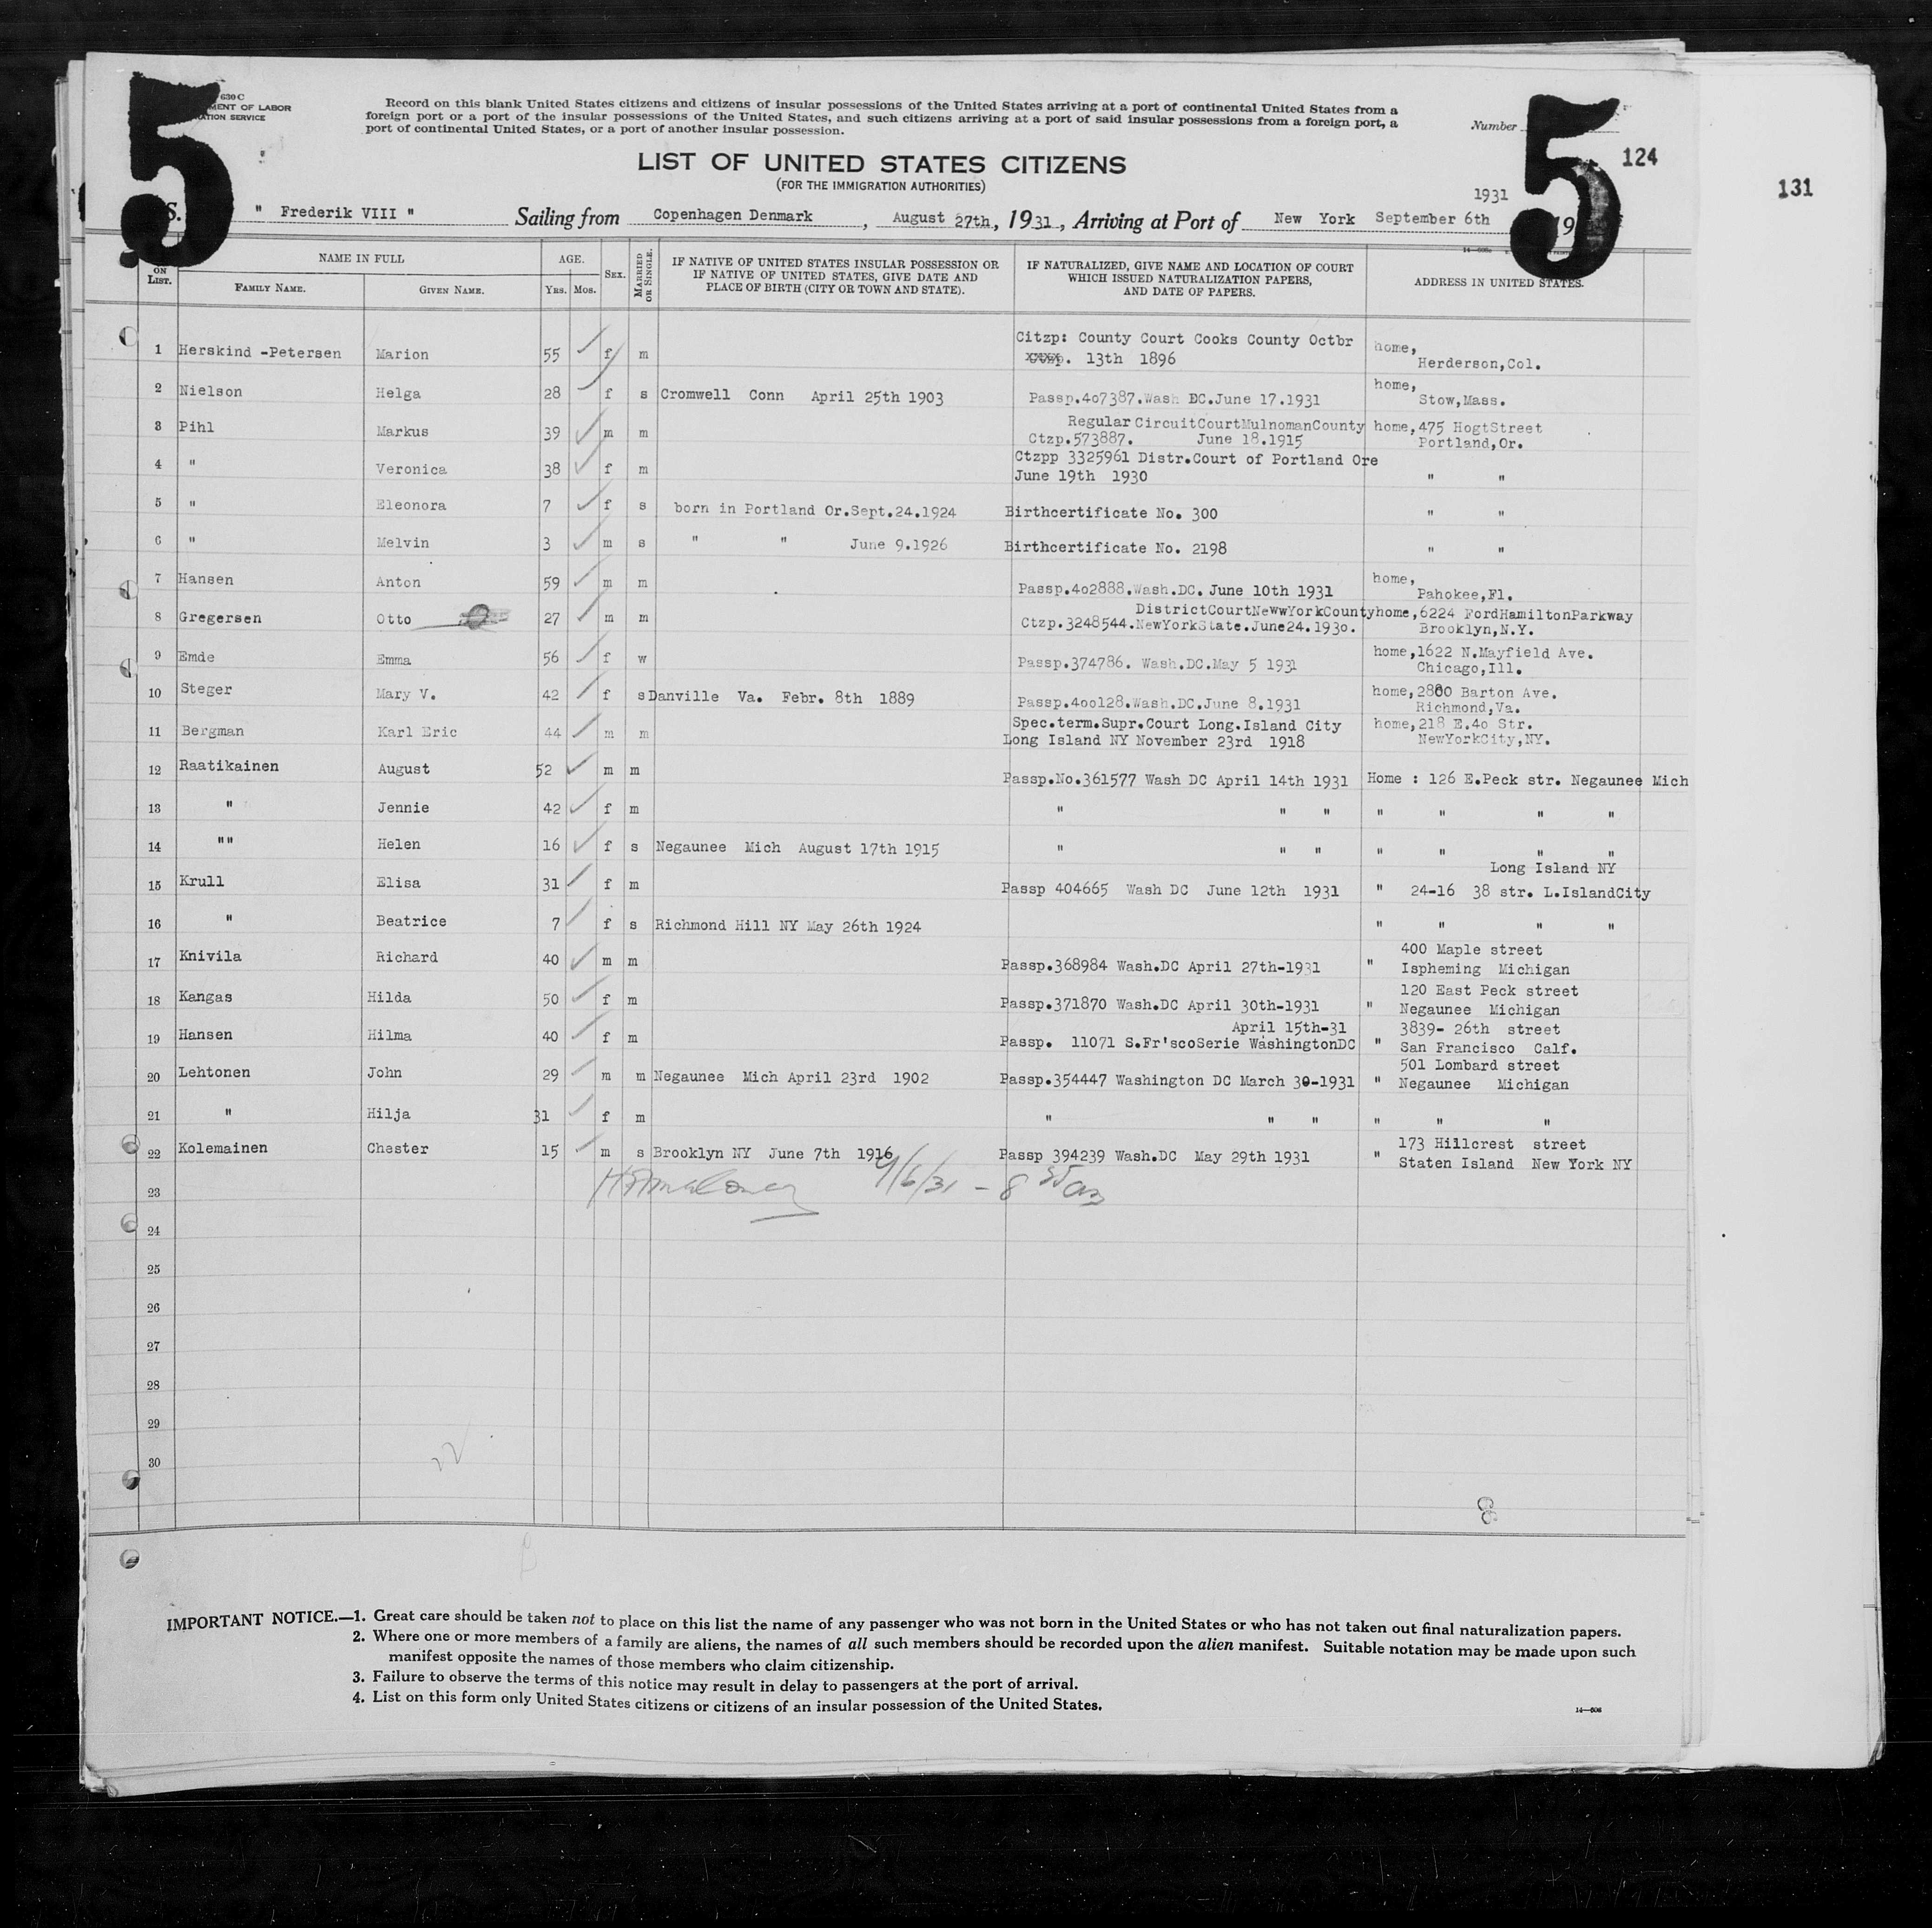 5
630 C
MENT OF LABOR
ATION SERVICE
Record on this blank United States citizens and citizens of insular possessions of the United States arriving at a port of continental United States from a
foreign port or a port of the insular possessions of the United States, and such citizens arriving at a port of said insular possessions from a foreign port, a
port of continental United States, or a port of another insular possession.
Number
5
124
131
LIST OF UNITED STATES CITIZENS
(FOR THE IMMIGRATION AUTHORITIES)
1931
S. " Frederik VIII " Sailing from Copenhagen Denmark , August 27th, 1931, Arriving at Port of New York September 6th 19
ON LIST. NAME IN FULL FAMILY NAME. GIVEN NAME. AGE. YRS. MOS. SEX. MARRIED OR SINGLE. IF NATIVE OF UNITED STATES INSULAR POSSESSION OR IF NATIVE OF UNITED STATES, GIVE DATE AND PLACE OF BIRTH (CITY OR TOWN AND STATE). IF NATURALIZED, GIVE NAME AND LOCATION OF COURT WHICH ISSUED NATURALIZATION PAPERS, AND DATE OF PAPERS. ADDRESS IN UNITED STATES.
Citzp: County Court Cooks County Octbr home,
1 Herskind -Petersen Marion 55 f m 13th 1896 Herderson,Col.
home,
2 Nielson Helga 28 f s Cromwell Conn April 25th 1903 Passp.407387.Wash DC.June 17.1931 Stow,Mass.
Regular CircuitCourtMulnomanCounty home,475 HogtStreet
3 Pihl Markus 39 m m Ctzp.573887. June 18.1915 Portland,Or.
Ctzpp 3325961 Distr.Court of Portland Ore
4 " Veronica 38 f m June 19th 1930 " "
5 " Eleonora 7 f s born in Portland Or.Sept.24.1924 Birthcertificate No. 300 " "
6 " Melvin 3 m s " " June 9.1926 Birthcertificate No. 2198 " "
home,
7 Hansen Anton 59 m m Passp.402888.Wash.DC. June 10th 1931 Pahokee,Fl.
DistrictCourtNewwYorkCounty home,6224 FordHamiltonParkway
8 Gregersen Otto 27 m m Ctzp.3248544.NewYorkState.June24.1930. Brooklyn,N.Y.
home,1622 N.Mayfield Ave.
9 Emde Emma 56 f w Passp.374786. Wash.DC.May 5 1931 Chicago,Ill.
home,2800 Barton Ave.
10 Steger Mary V. 42 f s Danville Va. Febr. 8th 1889 Passp.400128.Wash.DC.June 8.1931 Richmond,Va.
Spec.term.Supr.Court Long.Island City home,218 E.40 Str.
11 Bergman Karl Eric 44 m m Long Island NY November 23rd 1918 NewYorkCity,NY.
12 Raatikainen August 52 m m Passp.No.361577 Wash DC April 14th 1931 Home : 126 E.Peck str. Negaunee Mich
13 " Jennie 42 f m " " " " " " "
14 "" Helen 16 f s Negaunee Mich August 17th 1915 " " " " " " "
Long Island NY
15 Krull Elisa 31 f m Passp 404665 Wash DC June 12th 1931 " 24-16 38 str. L.IslandCity
16 " Beatrice 7 f s Richmond Hill NY May 26th 1924 " " " "
400 Maple street
17 Knivila Richard 40 m m Passp.368984 Wash.DC April 27th-1931 " Ispheming Michigan
120 East Peck street
18 Kangas Hilda 50 f m Passp.371870 Wash.DC April 30th-1931 " Negaunee Michigan
April 15th-31 3839- 26th street
19 Hansen Hilma 40 f m Passp. 11071 S.Fr'scoSerie WashingtonDC " San Francisco Calf.
501 Lombard street
20 Lehtonen John 29 m m Negaunee Mich April 23rd 1902 Passp.354447 Washington DC March 30-1931 " Negaunee Michigan
21 " Hilja 31 f m " " " " " "
173 Hillcrest street
22 Kolemainen Chester 15 m s Brooklyn NY June 7th 1916 Passp 394239 Wash.DC May 29th 1931 " Staten Island New York NY
23 9/6/31 - 8
24
25
26
27
28
29
30
22
IMPORTANT NOTICE.—1. Great care should be taken not to place on this list the name of any passenger who was not born in the United States or who has not taken out final naturalization papers.
2. Where one or more members of a family are aliens, the names of all such members should be recorded upon the alien manifest. Suitable notation may be made upon such
manifest opposite the names of those members who claim citizenship.
3. Failure to observe the terms of this notice may result in delay to passengers at the port of arrival.
4. List on this form only United States citizens or citizens of an insular possession of the United States.